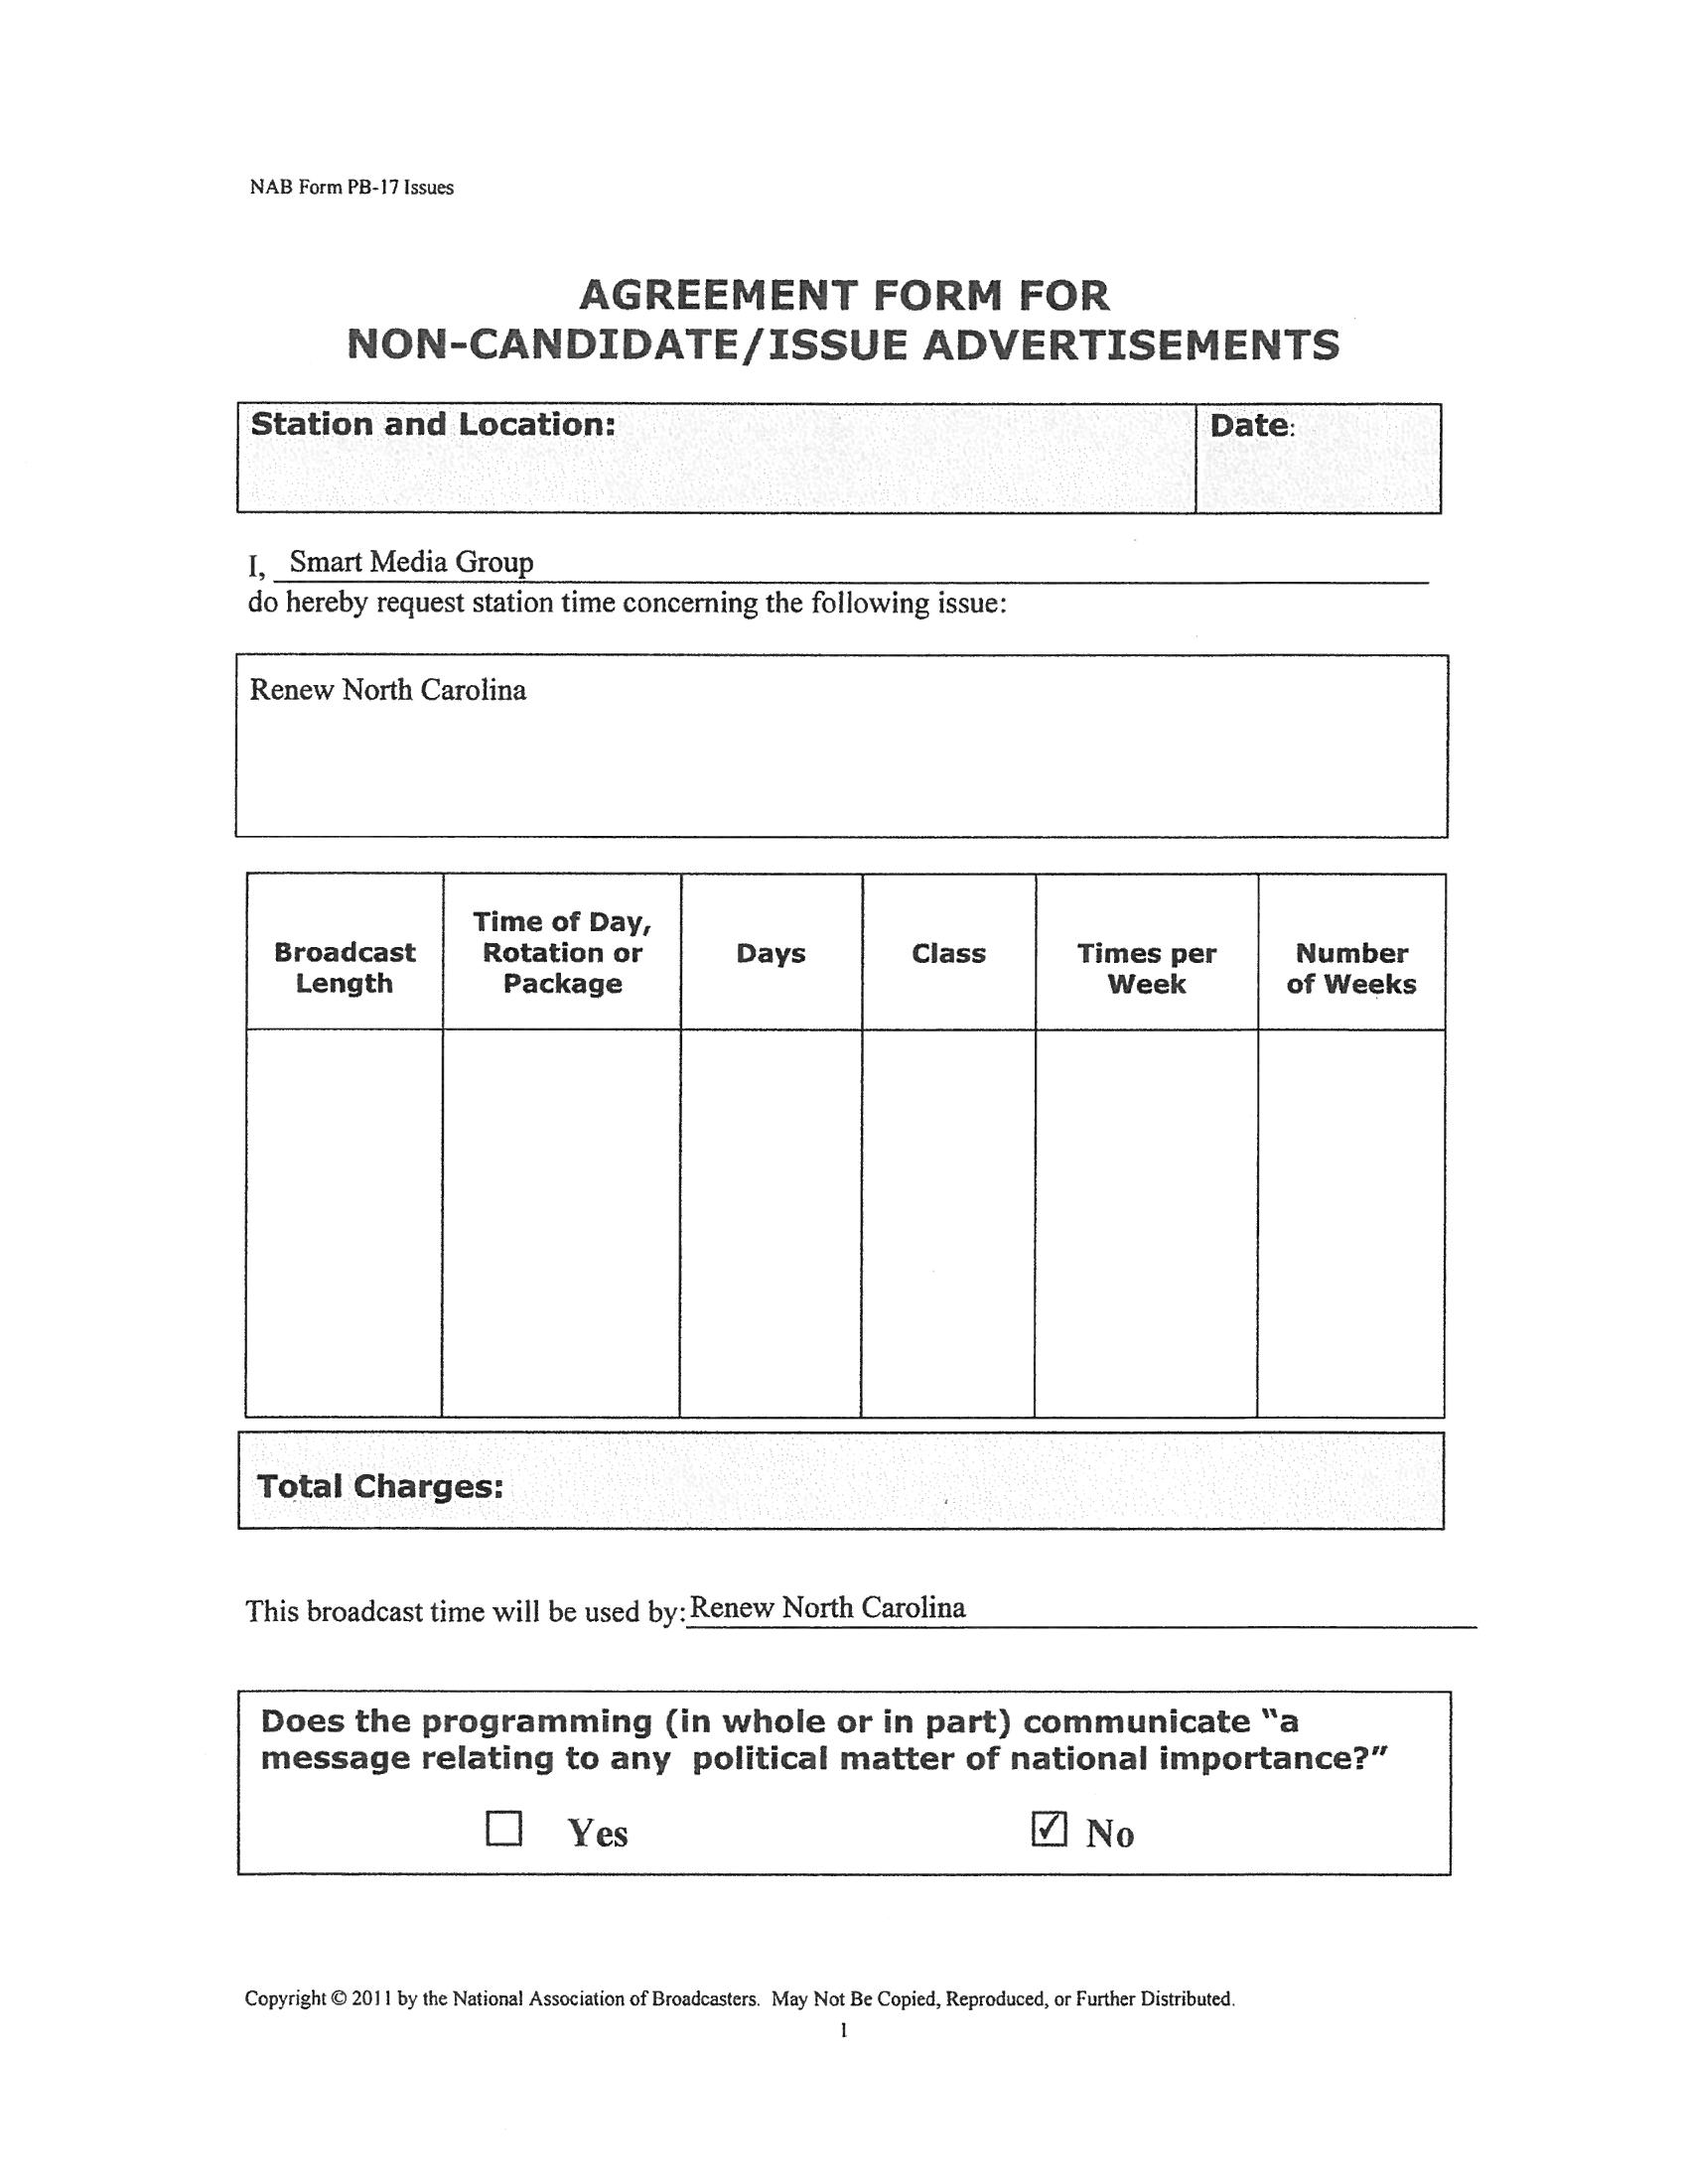 NAB Form PB-17 Issues
AGREEMENT FORM FOR
NON-CANDIDATE/ISSUE ADVERTISEMENTS
Station and Location:
Date:
I, Smart Media Group
do hereby request station time concerning the following issue:
Renew North Carolina
Broadcast
Length
Time of Day,
Rotation or
Package
Days
Class
Times per
Week
Number
of Weeks
Total Charges:
This broadcast time will be used by: Renew North Carolina
Does the programming (in whole or in part) communicate “a
message relating to any political matter of national importance?”
Yes
No
Copyright © 2011 by the National Association of Broadcasters. May Not Be Copied, Reproduced, or Further Distributed.
1